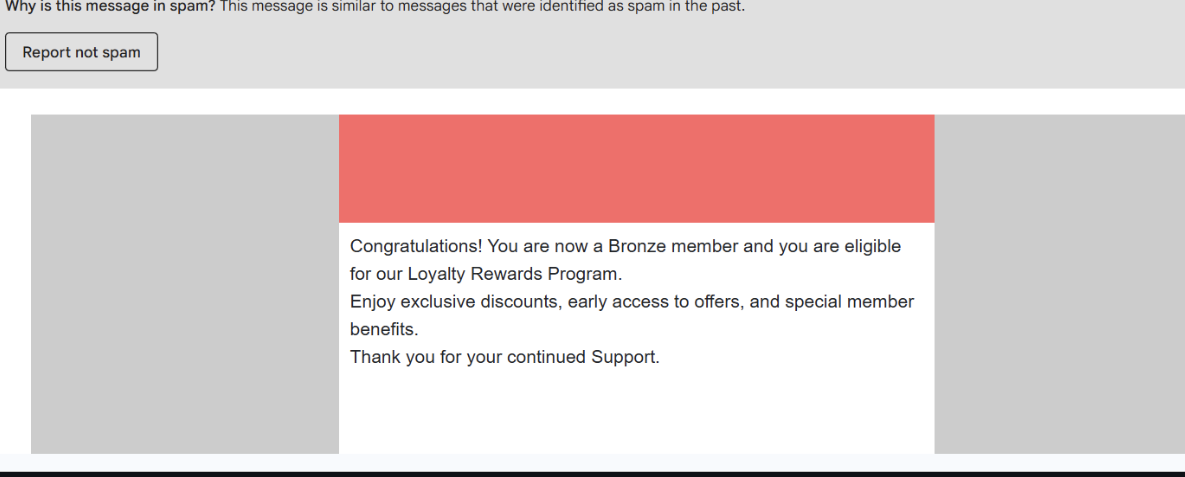 Why is this message in spam? This message is similar to messages that were identified as spam in the past.
Report not spam
Congratulations! You are now a Bronze member and you are eligible
for our Loyalty Rewards Program.
Enjoy exclusive discounts, early access to offers, and special member
benefits.
Thank you for your continued Support.